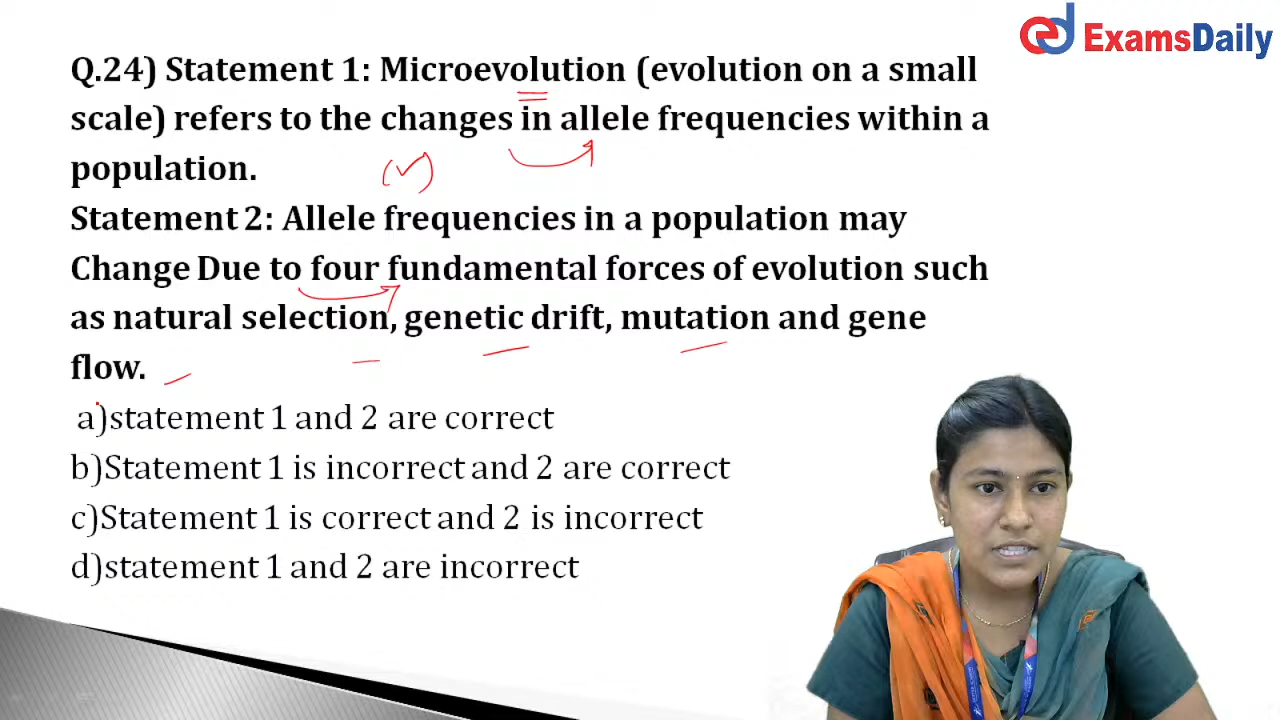 ExamsDaily
Q.24) Statement 1: Microevolution (evolution on a small
scale) refers to the changes in allele frequencies within a
population.
Statement 2: Allele frequencies in a population may
Change Due to four fundamental forces of evolution such
as natural selection, genetic drift, mutation and gene
flow.
a)statement 1 and 2 are correct
b)Statement 1 is incorrect and 2 are correct
c)Statement 1 is correct and 2 is incorrect
d)statement 1 and 2 are incorrect